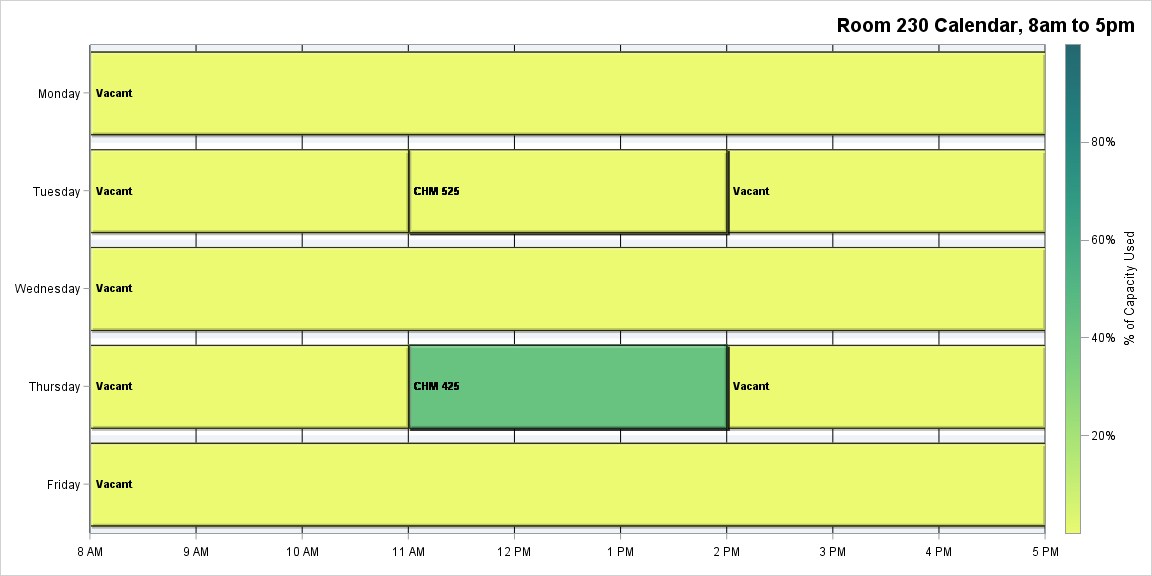 Room 230 Calendar, 8am to 5pm
Monday
Vacant
80%
Tuesday
Vacant
CHM 525
Vacant
60%
% of Capacity Used
Wednesday
Vacant
40%
Thursday
Vacant
CHM 425
Vacant
20%
Friday
Vacant
8 AM
9 AM
10 AM
11 AM
12 PM
1 PM
2 PM
3 PM
4 PM
5 PM